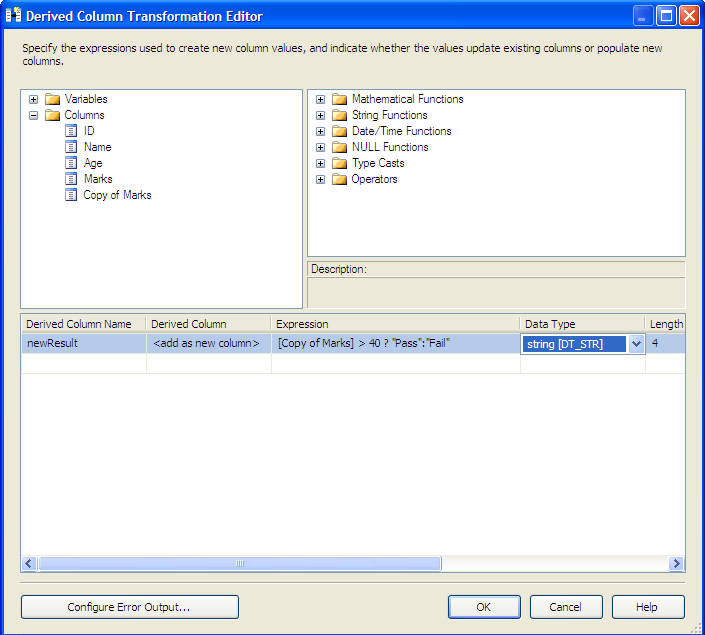 Derived Column Transformation Editor
Specify the expressions used to create new column values, and indicate whether the values update existing columns or populate new
columns.
Variables
Columns
ID
Name
Age
Marks
Copy of Marks
Mathematical Functions
String Functions
Date/Time Functions
NULL Functions
Type Casts
Operators
Description:
Derived Column Name Derived Column Expression Data Type Length
newResult <add as new column> [Copy of Marks] > 40 ? "Pass":"Fail" string [DT_STR] 4
Configure Error Output... OK Cancel Help